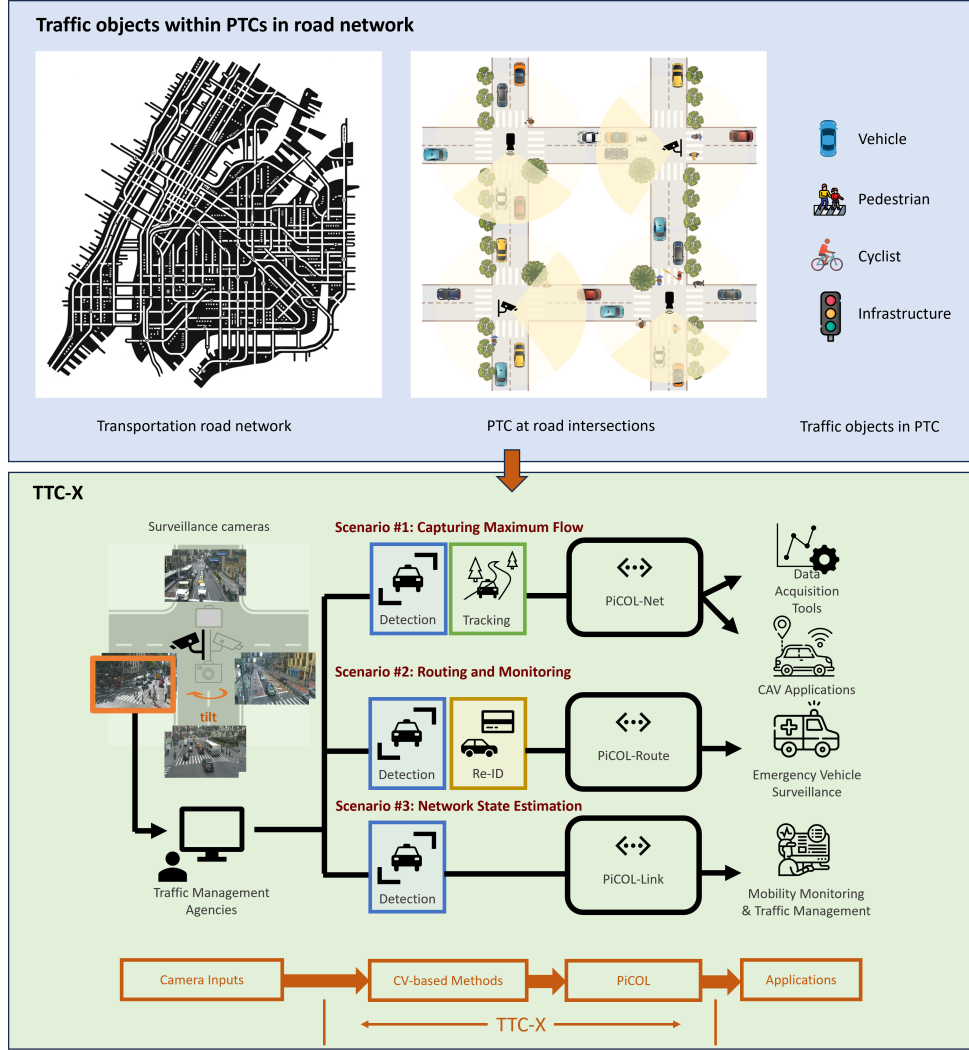 Traffic objects within PTCs in road network
Vehicle
Pedestrian
Cyclist
Infrastructure
Transportation road network
PTC at road intersections
Traffic objects in PTC
TTC-X
Surveillance cameras
tilt
Traffic Management
Agencies
Scenario #1: Capturing Maximum Flow
Detection
Tracking
PiCOL-Net
Data
Acquisition
Tools
CAV Applications
Scenario #2: Routing and Monitoring
Detection
Re-ID
PiCOL-Route
Emergency Vehicle
Surveillance
Scenario #3: Network State Estimation
Detection
PiCOL-Link
Mobility Monitoring
& Traffic Management
Camera Inputs
CV-based Methods
PiCOL
Applications
TTC-X